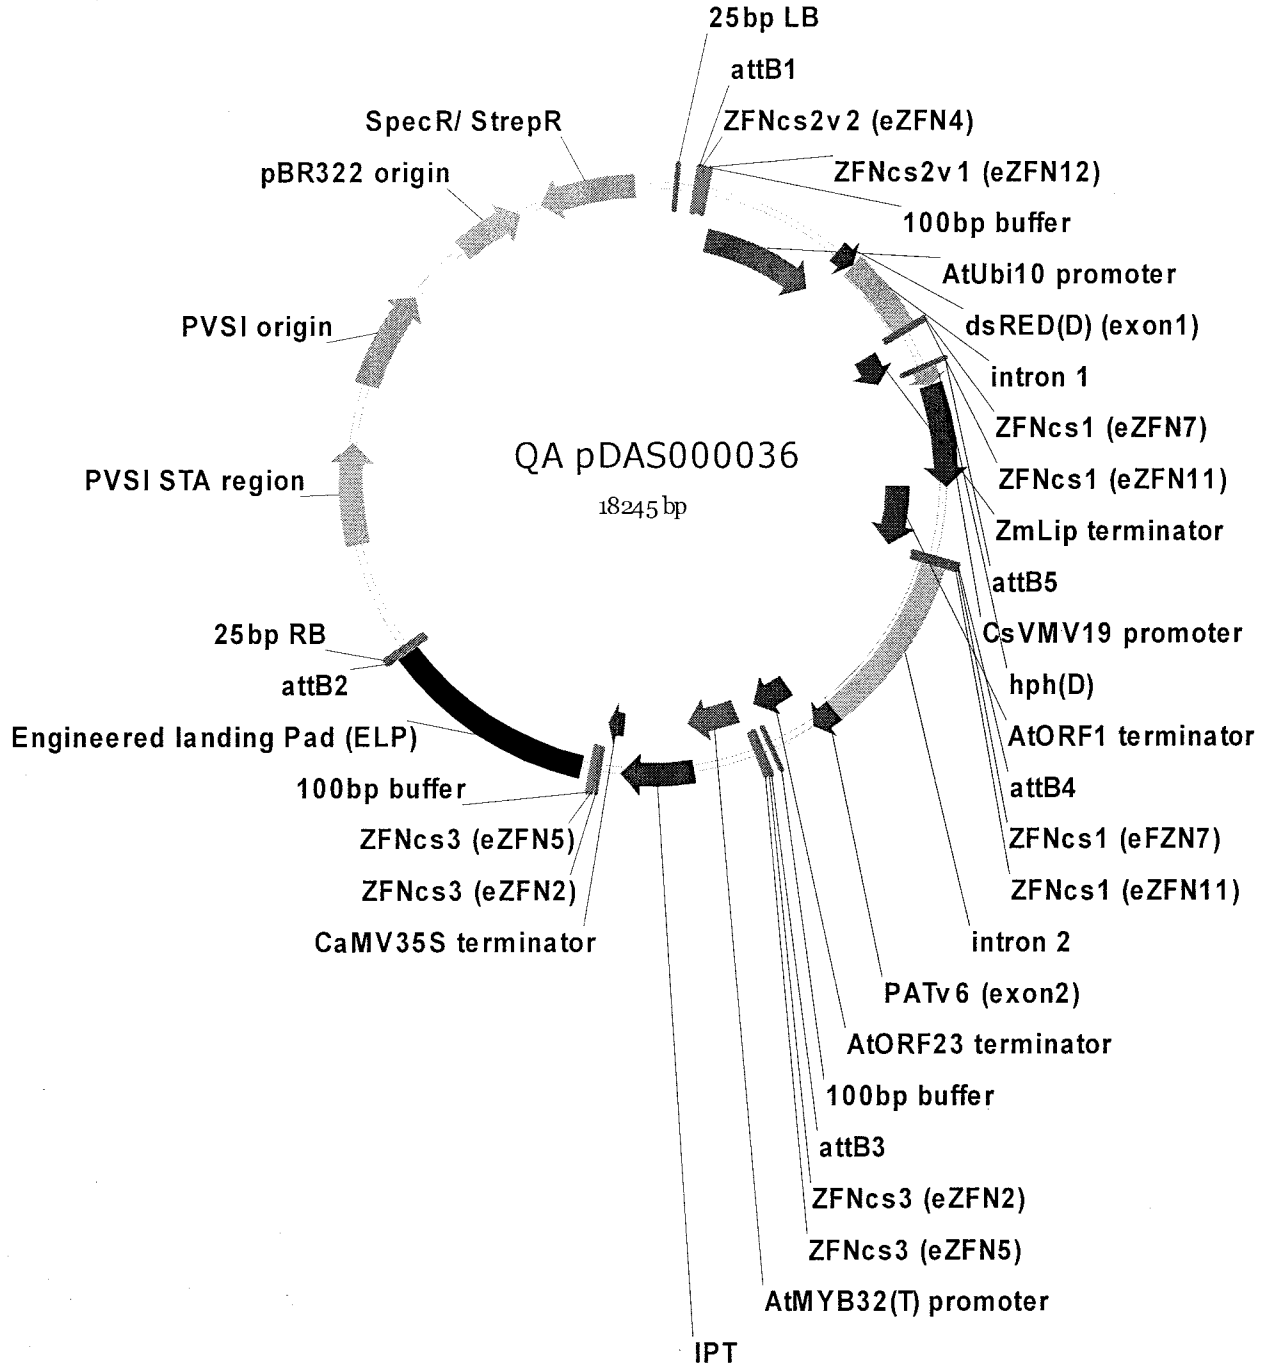 25bp LB
attB1
ZFNcs2v2 (eZFN4)
SpecR/ StrepR
pBR322 origin
ZFNcs2v1 (eZFN12)
100bp buffer
AtUbi10 promoter
dsRED(D) (exon1)
PVSI origin
intron 1
ZFNcs1 (eZFN7)
QA pDAS000036
18245 bp
PVSI STA region
ZFNcs1 (eZFN11)
ZmLip terminator
attB5
CsVMV19 promoter
25bp RB
attB2
hph(D)
Engineered landing Pad (ELP)
AtORF1 terminator
100bp buffer
attB4
ZFNcs3 (eZFN5)
ZFNcs1 (eFZN7)
ZFNcs3 (eZFN2)
ZFNcs1 (eZFN11)
CaMV35S terminator
intron 2
PATv6 (exon2)
AtORF23 terminator
100bp buffer
attB3
ZFNcs3 (eZFN2)
ZFNcs3 (eZFN5)
AtMYB32(T) promoter
IPT